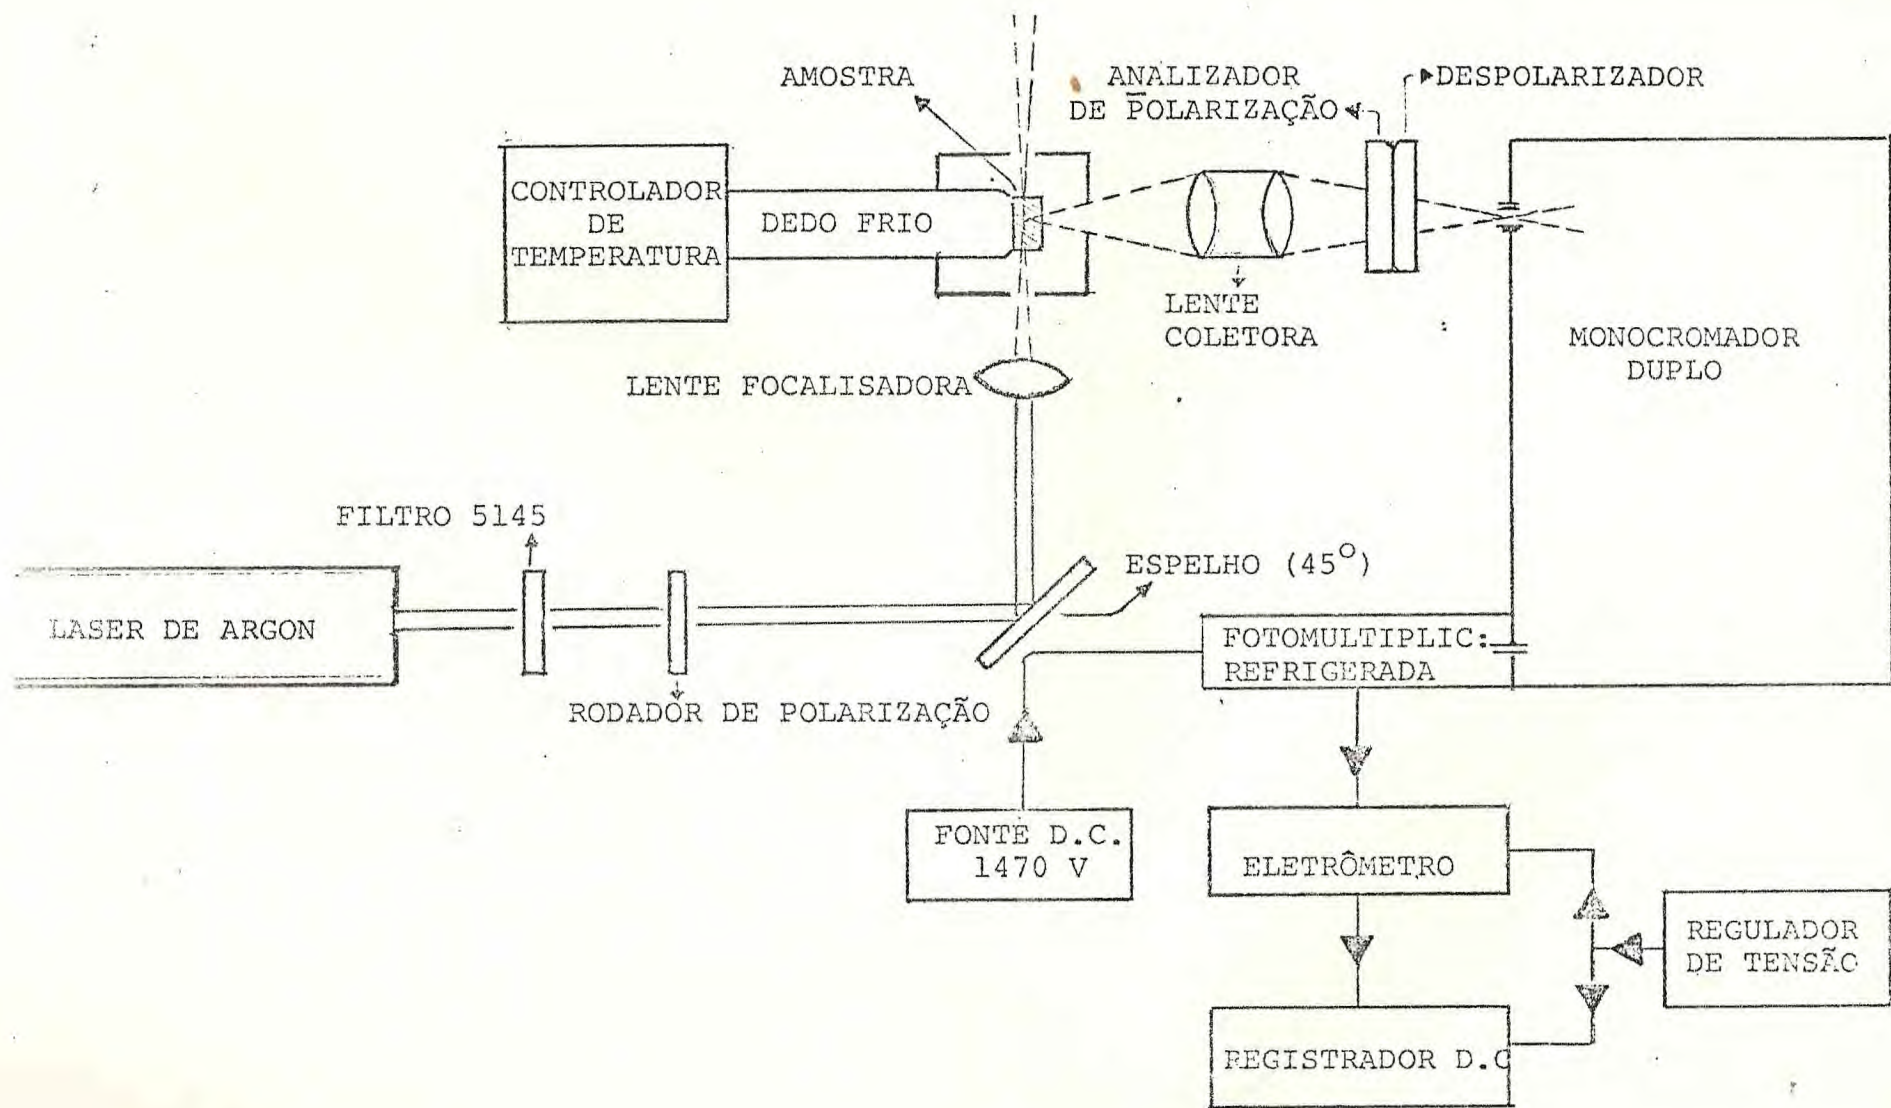 AMOSTRA
ANALIZADOR
DE POLARIZAÇÃO
DESPOLARIZADOR
CONTROLADOR
DE
TEMPERATURA
DEDO FRIO
LENTE
COLETORA
MONOCROMADOR
DUPLO
LENTE FOCALISADORA
FILTRO 5145
ESPELHO (45°)
LASER DE ARGON
FOTOMULTIPLIC:
REFRIGERADA
RODADOR DE POLARIZAÇÃO
FONTE D.C.
1470 V
ELETRÔMETRO
REGULADOR
DE TENSÃO
REGISTRADOR D.C